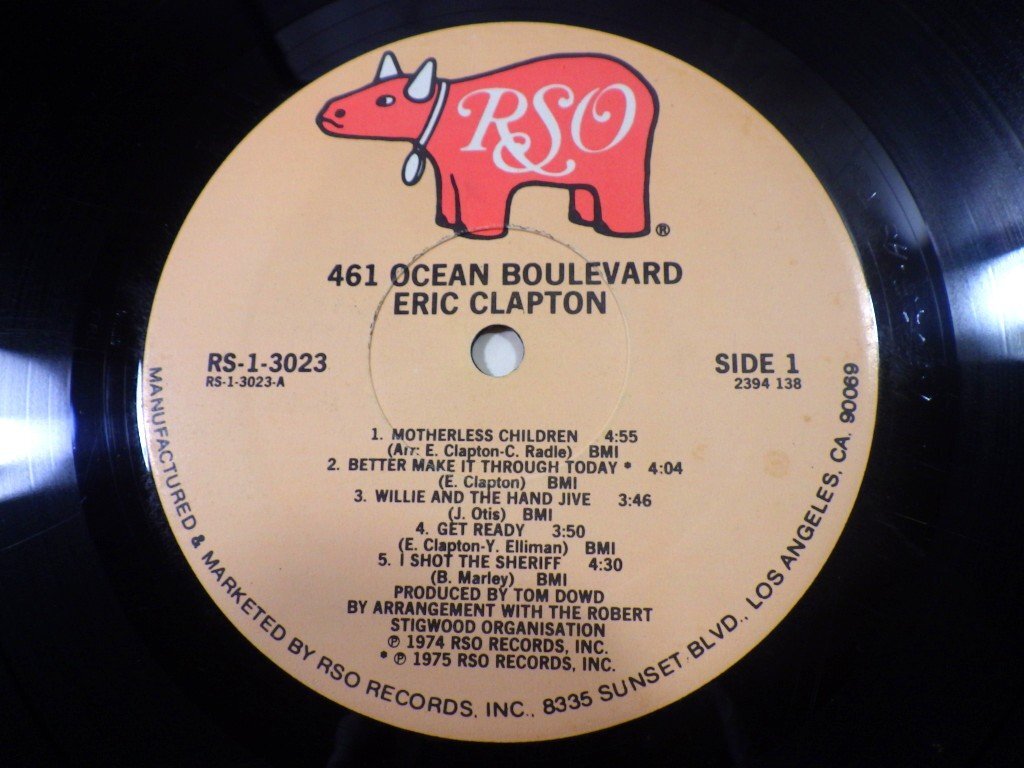 RSO
®
461 OCEAN BOULEVARD
ERIC CLAPTON
RS-1-3023
RS-1-3023-A
SIDE 1
2394 138
1. MOTHERLESS CHILDREN 4:55
(Arr: E. Clapton-C. Radle) BMI
2. BETTER MAKE IT THROUGH TODAY * 4:04
(E. Clapton) BMI
3. WILLIE AND THE HAND JIVE 3:46
(J. Otis) BMI
4. GET READY 3:50
(E. Clapton-Y. Elliman) BMI
5. I SHOT THE SHERIFF 4:30
(B. Marley) BMI
PRODUCED BY TOM DOWD
BY ARRANGEMENT WITH THE ROBERT
STIGWOOD ORGANISATION
℗ 1974 RSO RECORDS, INC.
* ℗ 1975 RSO RECORDS, INC.
MANUFACTURED & MARKETED BY RSO RECORDS, INC., 8335 SUNSET BLVD., LOS ANGELES, CA. 90069